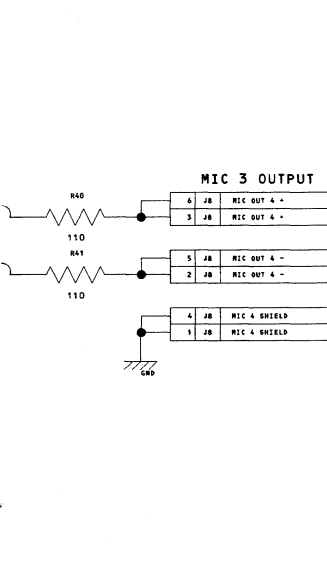 MIC 3 OUTPUT
R40
6 J8 MIC OUT 4 +
3 J8 MIC OUT 4 +
110
R41
5 J8 MIC OUT 4 -
2 J8 MIC OUT 4 -
110
4 J8 MIC 4 SHIELD
1 J8 MIC 4 SHIELD
GND